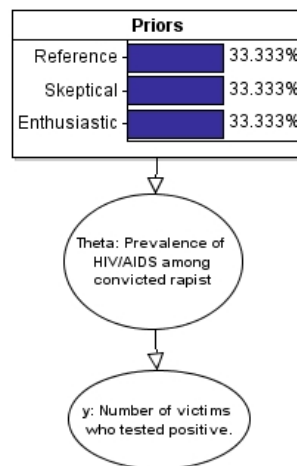 Priors
Reference 33.333%
Skeptical 33.333%
Enthusiastic 33.333%
Theta: Prevalence of
HIV/AIDS among
convicted rapist
y: Number of victims
who tested positive.